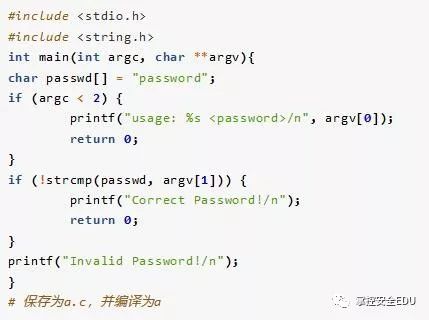 #include <stdio.h>
#include <string.h>
int main(int argc, char **argv){
char passwd[] = "password";
if (argc < 2) {
        printf("usage: %s <password>/n", argv[0]);
        return 0;
}
if (!strcmp(passwd, argv[1])) {
        printf("Correct Password!/n");
        return 0;
}
printf("Invalid Password!/n");
}
# 保存为a.c，并编译为a
掌控安全EDU